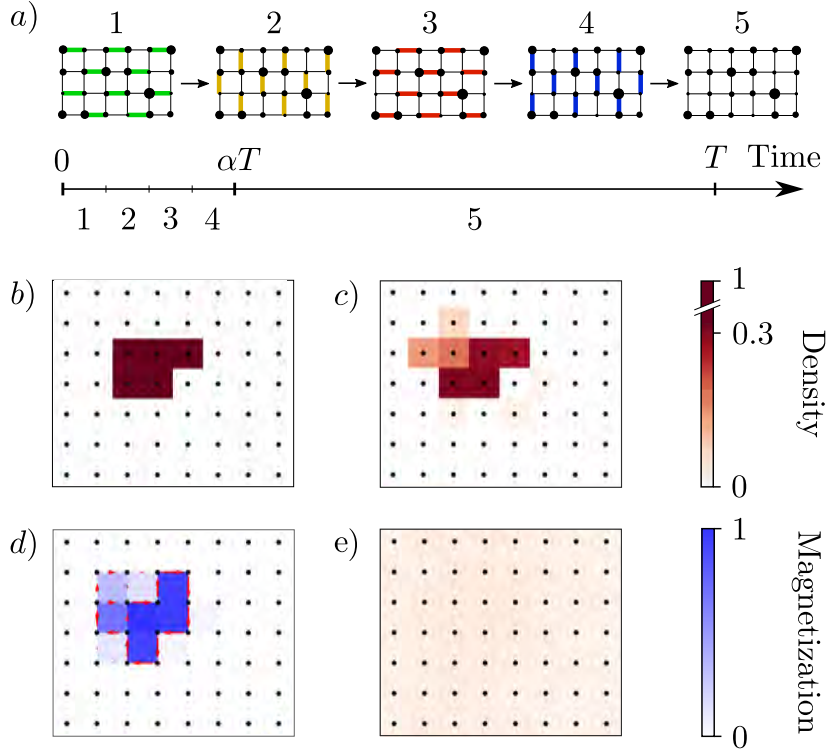 a) 1 2 3 4 5
0 αT T Time
1 2 3 4 5
b) c) 1
0.3
0
Density
d) e) 1
0
Magnetization